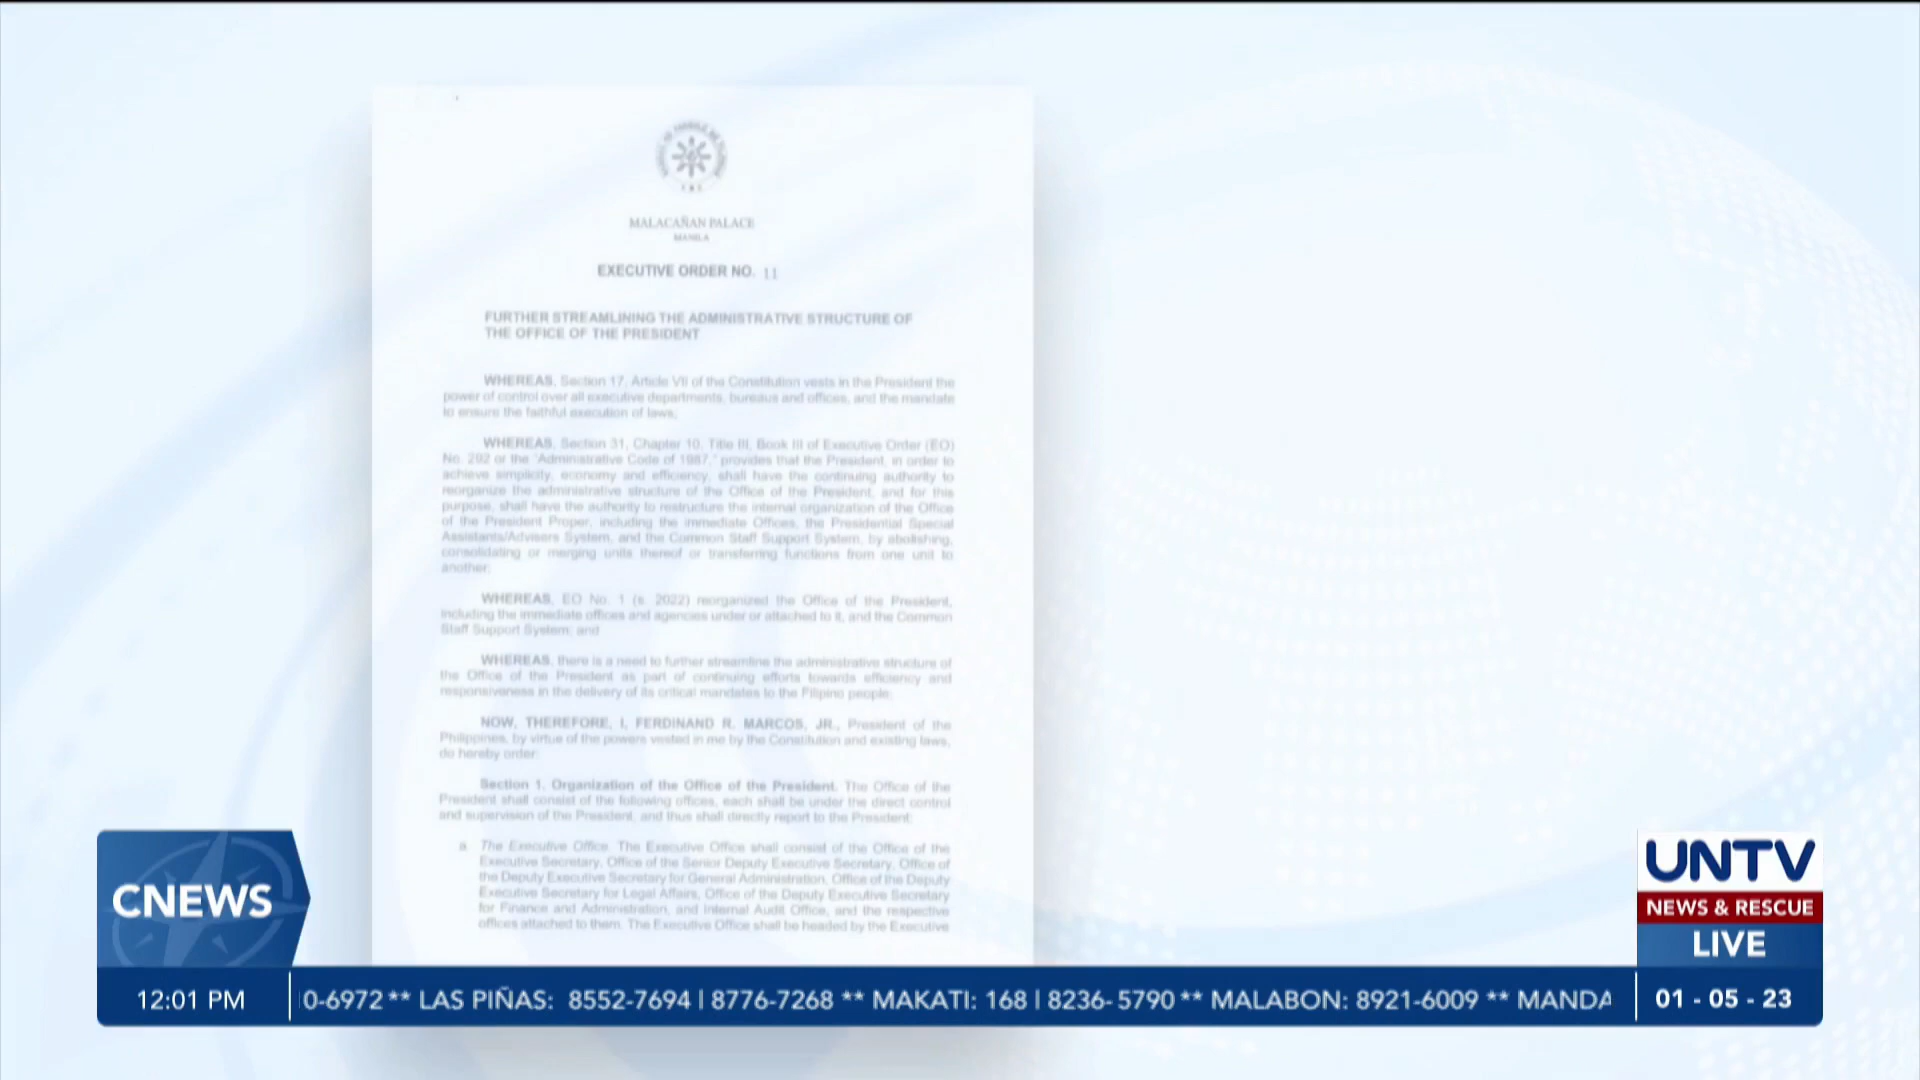 MALACAÑAN PALACE
MANILA
EXECUTIVE ORDER NO. 11
FURTHER STREAMLINING THE ADMINISTRATIVE STRUCTURE OF
THE OFFICE OF THE PRESIDENT
WHEREAS, Section 17, Article VII of the Constitution vests in the President the
power of control over all executive departments, bureaus and offices, and the mandate
to ensure the faithful execution of laws;
WHEREAS, Section 31, Chapter 10, Title III, Book III of Executive Order (EO)
No. 292 or the "Administrative Code of 1987," provides that the President, in order to
achieve simplicity, economy and efficiency, shall have the continuing authority to
reorganize the administrative structure of the Office of the President, and for this
purpose, shall have the authority to restructure the internal organization of the Office
of the President Proper, including the immediate Offices, the Presidential Special
Assistants/Advisers System, and the Common Staff Support System, by abolishing,
consolidating or merging units thereof or transferring functions from one unit to
another;
WHEREAS, EO No. 1 (s. 2022) reorganized the Office of the President,
including the immediate offices and agencies under or attached to it, and the Common
Staff Support System; and
WHEREAS, there is a need to further streamline the administrative structure of
the Office of the President as part of continuing efforts towards efficiency and
responsiveness in the delivery of its critical mandates to the Filipino people;
NOW, THEREFORE, I, FERDINAND R. MARCOS, JR., President of the
Philippines, by virtue of the powers vested in me by the Constitution and existing laws,
do hereby order:
Section 1. Organization of the Office of the President. The Office of the
President shall consist of the following offices, each shall be under the direct control
and supervision of the President, and thus shall directly report to the President:
a. The Executive Office. The Executive Office shall consist of the Office of the
Executive Secretary, Office of the Senior Deputy Executive Secretary, Office of
the Deputy Executive Secretary for General Administration, Office of the Deputy
Executive Secretary for Legal Affairs, Office of the Deputy Executive Secretary
for Finance and Administration, and Internal Audit Office, and the respective
offices attached to them. The Executive Office shall be headed by the Executive
CNEWS
UNTV
NEWS & RESCUE
LIVE
12:01 PM
0-6972 ** LAS PIÑAS: 8552-7694 | 8776-7268 ** MAKATI: 168 | 8236-5790 ** MALABON: 8921-6009 ** MANDA
01 - 05 - 23